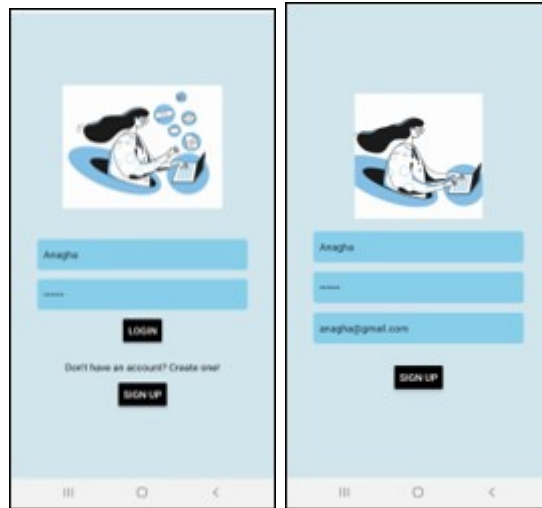 Anagha
······
LOGIN
Don't have an account? Create one!
SIGN UP
Anagha
······
anagha@gmail.com
SIGN UP